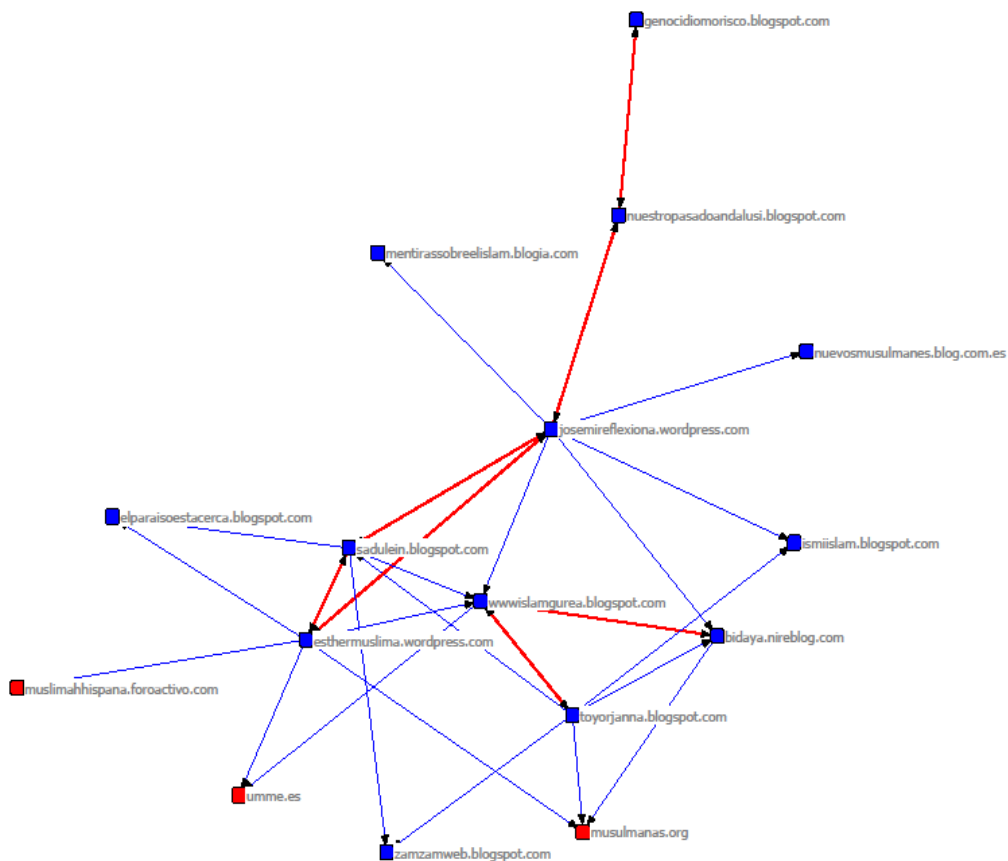 genocidiomorisco.blogspot.com
nuestropasadoandalusi.blogspot.com
mentirassobreelislam.blogia.com
nuevosmusulmanes.blog.com.es
josemireflexiona.wordpress.com
elparaisoestacerca.blogspot.com
sadulein.blogspot.com
ismiislam.blogspot.com
wwwislamgurea.blogspot.com
bidaya.nireblog.com
esthermuslima.wordpress.com
muslimahhispana.foroactivo.com
toyorjanna.blogspot.com
umme.es
musulmanas.org
zamzamweb.blogspot.com